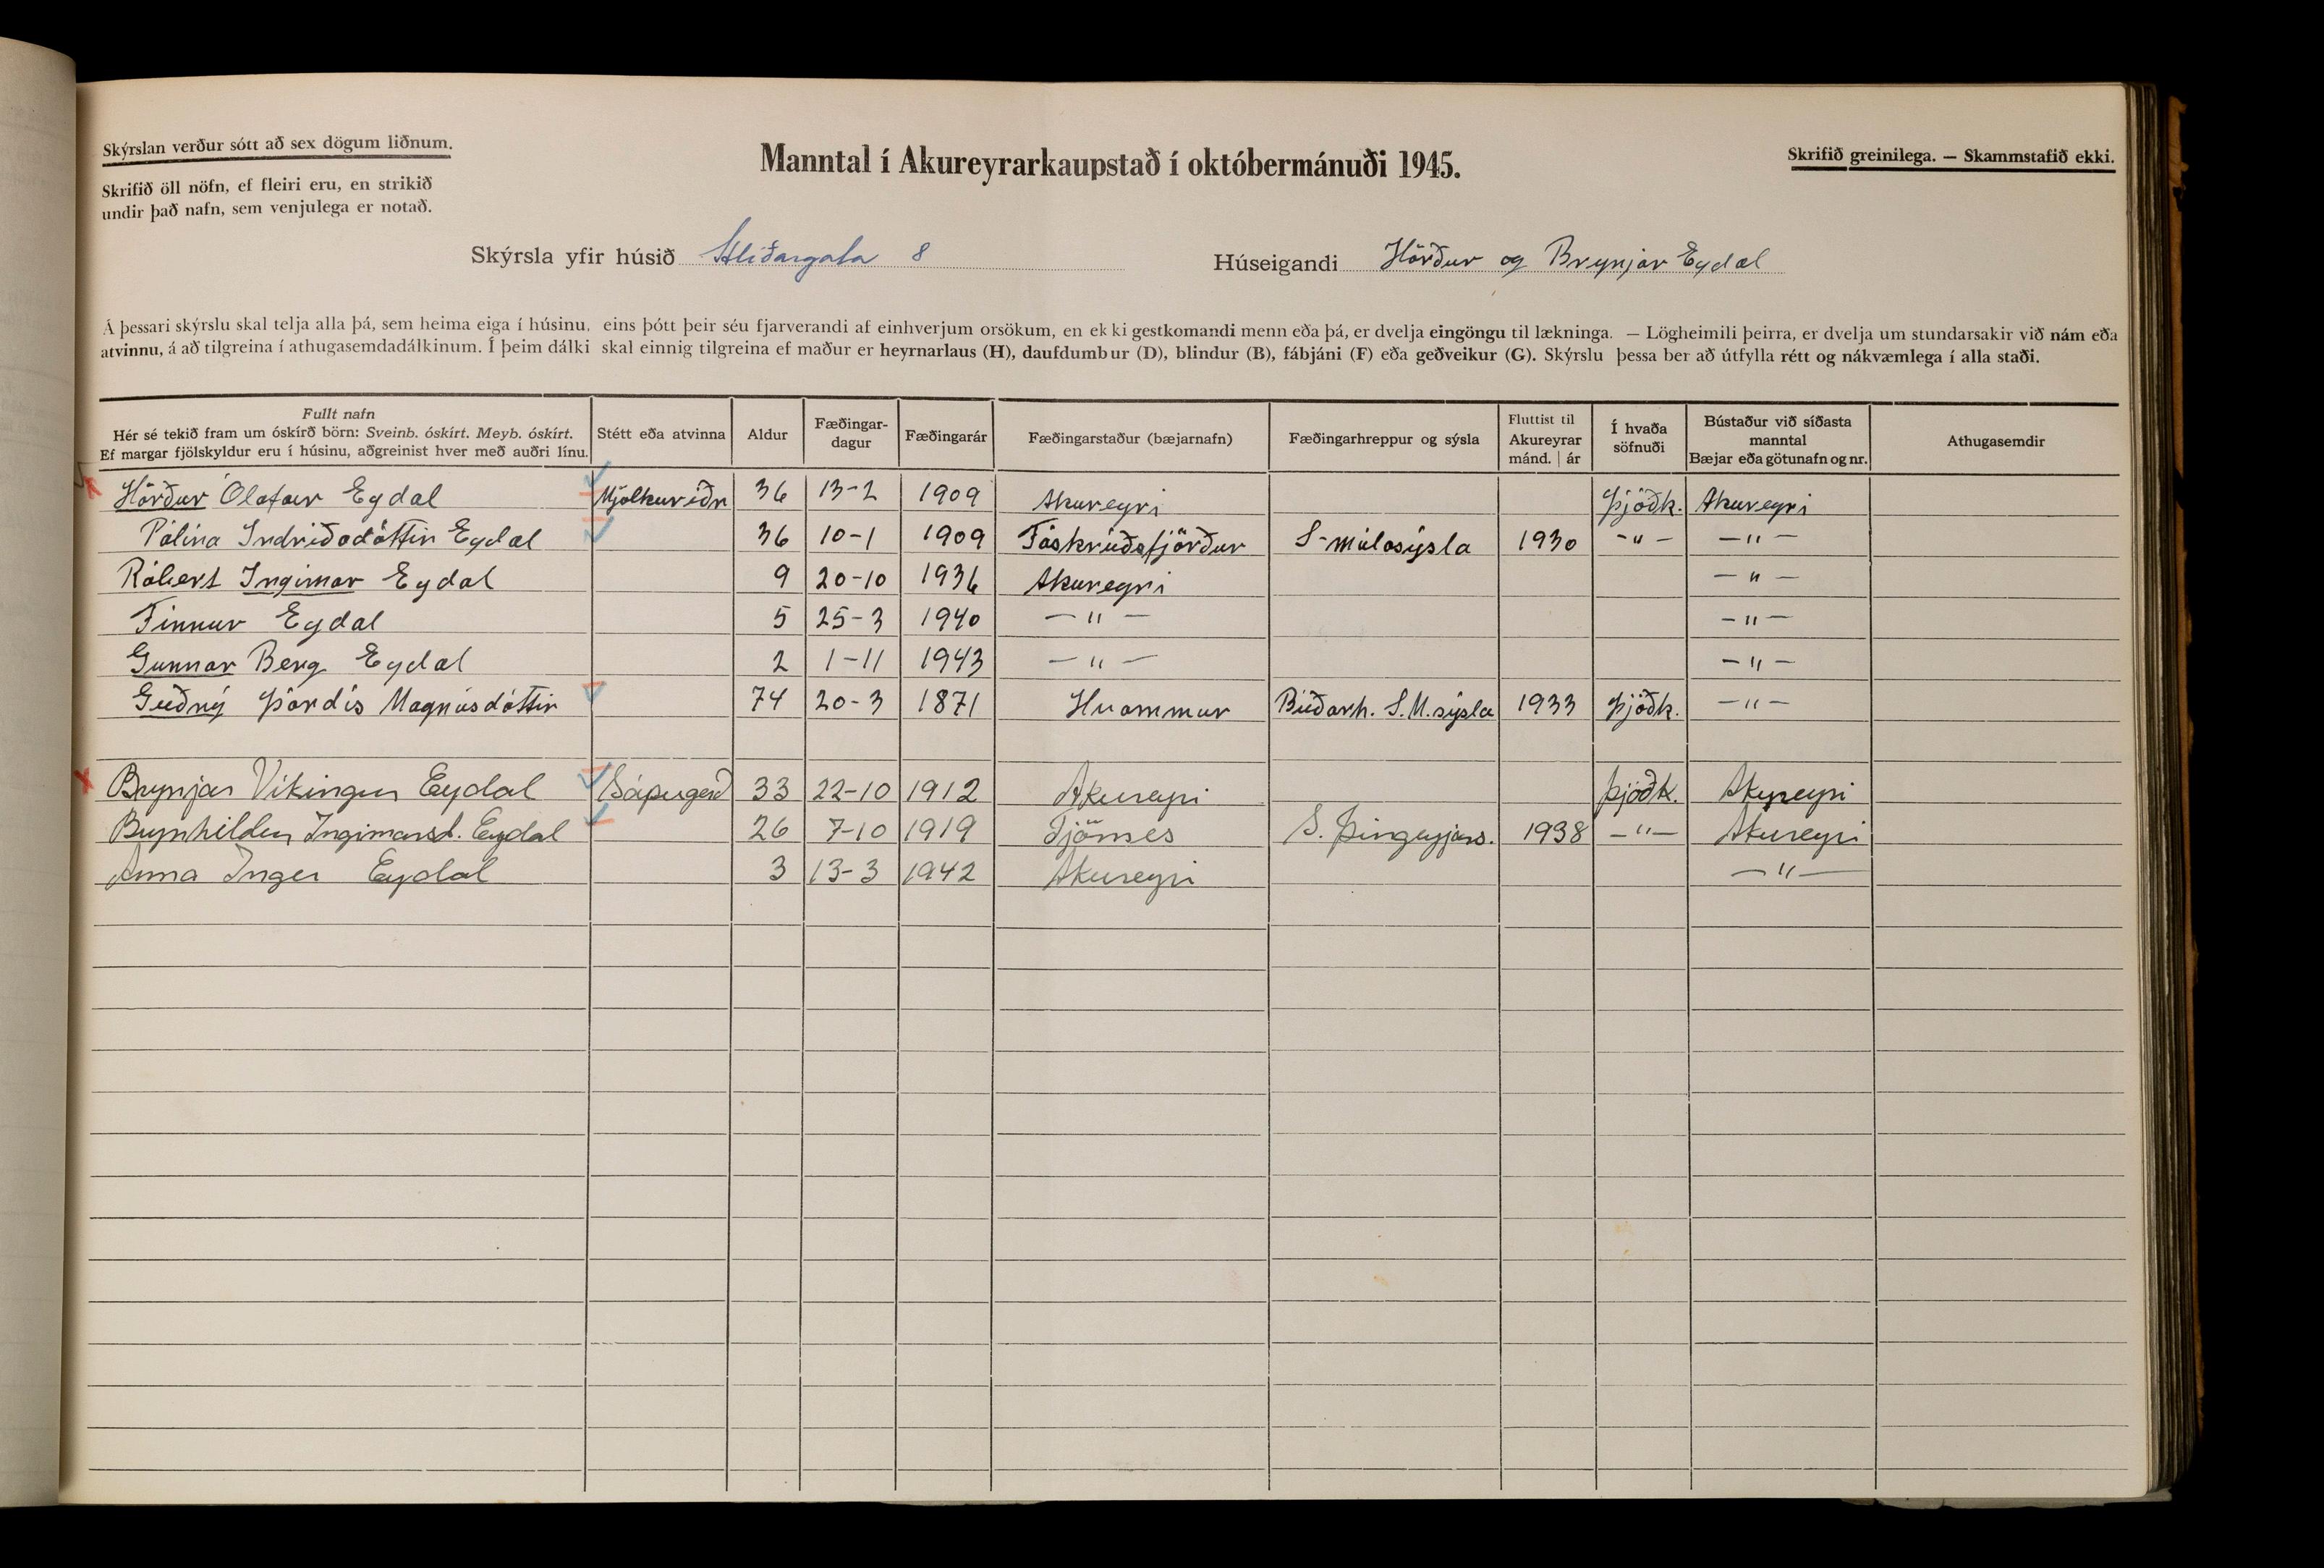 Skýrslan verður sótt að sex dögum liðnum.
Skrifið öll nöfn, ef fleiri eru, en strikið
undir það nafn, sem venjulega er notað.
Manntal í Akureyrarkaupstað í októbermánuði 1945.
Skrifið greinilega. — Skammstafið ekki.
Skýrsla yfir húsið Hlíðargata 8 Húseigandi Hörður og Brynjar Eydal
Á þessari skýrslu skal telja alla þá, sem heima eiga í húsinu, eins þótt þeir séu fjarverandi af einhverjum orsökum, en ekki gestkomandi menn eða þá, er dvelja eingöngu til lækninga. — Lögheimili þeirra, er dvelja um stundarsakir við nám eða
atvinnu, á að tilgreina í athugasemdadálkinum. Í þeim dálki skal einnig tilgreina ef maður er heyrnarlaus (H), daufdumbur (D), blindur (B), fábjáni (F) eða geðveikur (G). Skýrslu þessa ber að útfylla rétt og nákvæmlega í alla staði.
Fullt nafn
Hér sé tekið fram um óskírð börn: Sveinb. óskírt. Meyb. óskírt.
Ef margar fjölskyldur eru í húsinu, aðgreinist hver með auðri línu.
Stétt eða atvinna
Aldur
Fæðingar-
dagur
Fæðingarár
Fæðingarstaður (bæjarnafn)
Fæðingarhreppur og sýsla
Fluttist til
Akureyrar
mánd. | ár
Í hvaða
söfnuði
Bústaður við síðasta
manntal
Bæjar eða götunafn og nr.
Athugasemdir
Hörður Ólafur Eydal Mjólkuriðn 36 13-2 1909 Akureyri Þjóðk. Akureyri
Pálína Indriðadóttir Eydal 36 10-1 1909 Fáskrúðsfjörður S-múlasýsla 1930 -"- -"-
Róbert Ingimar Eydal 9 20-10 1936 Akureyri -"-
Finnur Eydal 5 25-3 1940 -"- -"-
Gunnar Berg Eydal 2 1-11 1943 -"- -"-
Guðný Þórdís Magnúsdóttir 74 20-3 1871 Hvammur Búðarh. S.M.sýsla 1933 Þjóðk. -"-
Brynjar Víkingur Eydal Sápugerð 33 22-10 1912 Akureyri Þjóðk. Akureyri
Brynhildur Ingimarsd. Eydal 26 7-10 1919 Tjörnes S. Þingeyjars. 1938 -"- Akureyri
Anna Inger Eydal 3 13-3 1942 Akureyri -"-